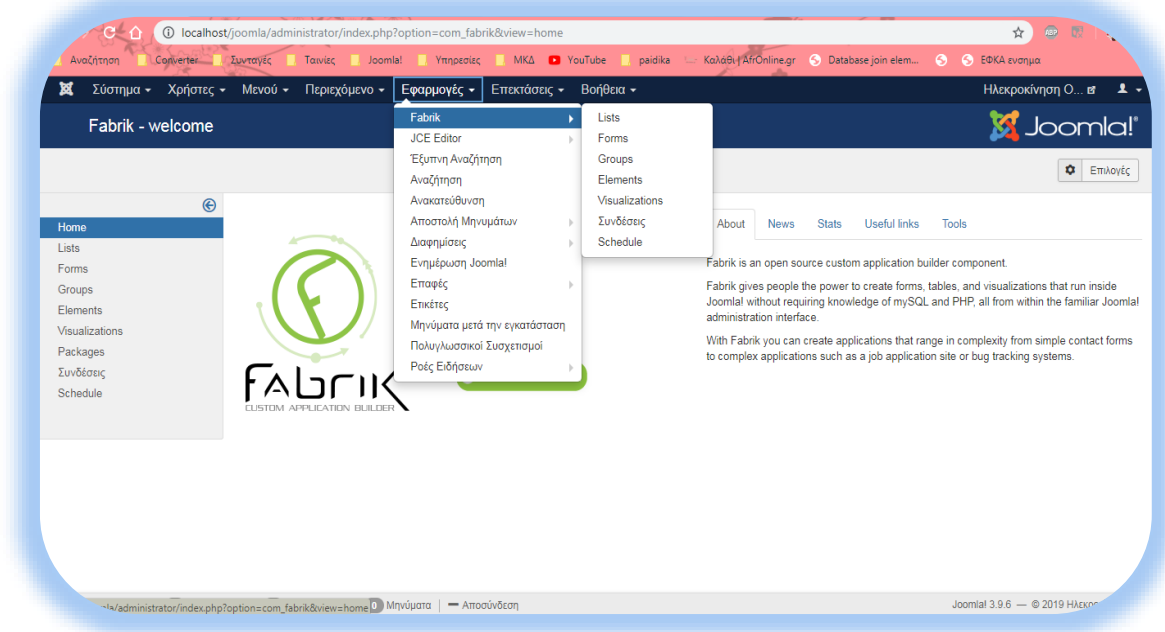 localhost/joomla/administrator/index.php?option=com_fabrik&view=home
ABP
Αναζήτηση Converter Συνταγές Ταινίες Joomla! Υπηρεσίες ΜΚΔ YouTube paidika Καλάθι | AfrOnline.gr Database join elem... ΕΦΚΑ ενσημα
Σύστημα Χρήστες Μενού Περιεχόμενο Εφαρμογές Επεκτάσεις Βοήθεια Ηλεκροκίνηση Ο...
Fabrik - welcome
Joomla!®
Επιλογές
Home
Lists
Forms
Groups
Elements
Visualizations
Packages
Συνδέσεις
Schedule
FAbrik
CUSTOM APPLICATION BUILDER
Fabrik
JCE Editor
Έξυπνη Αναζήτηση
Αναζήτηση
Ανακατεύθυνση
Αποστολή Μηνυμάτων
Διαφημίσεις
Ενημέρωση Joomla!
Επαφές
Ετικέτες
Μηνύματα μετά την εγκατάσταση
Πολυγλωσσικοί Συσχετισμοί
Ροές Ειδήσεων
Lists
Forms
Groups
Elements
Visualizations
Συνδέσεις
Schedule
About News Stats Useful links Tools
Fabrik is an open source custom application builder component.
Fabrik gives people the power to create forms, tables, and visualizations that run inside
Joomla! without requiring knowledge of mySQL and PHP, all from within the familiar Joomla!
administration interface.
With Fabrik you can create applications that range in complexity from simple contact forms
to complex applications such as a job application site or bug tracking systems.
/administrator/index.php?option=com_fabrik&view=home 0 Μηνύματα Αποσύνδεση Joomla! 3.9.6 — © 2019